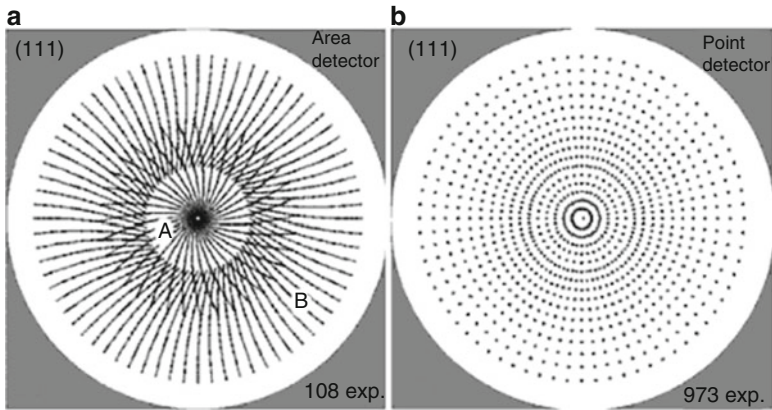 a
(111)
Area
detector
A
B
108 exp.
b
(111)
Point
detector
973 exp.